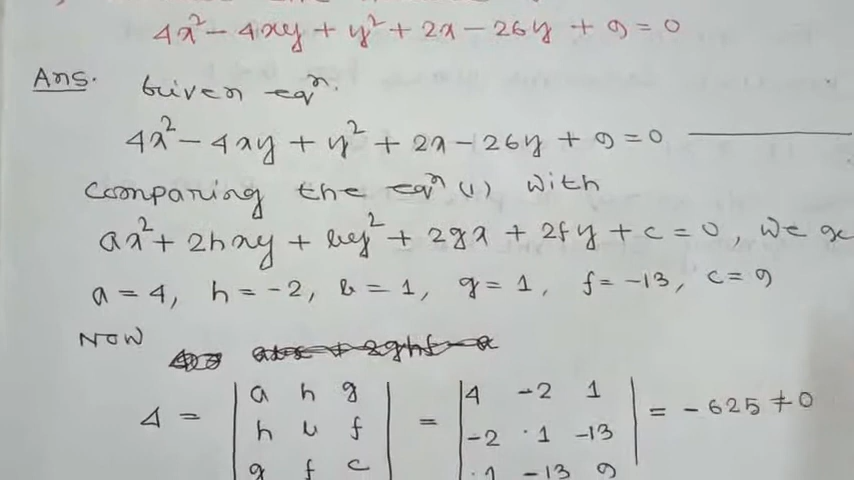 4x² - 4xy + y² + 2x - 26y + 9 = 0
Ans. Given eqⁿ.
4x² - 4xy + y² + 2x - 26y + 9 = 0
Comparing the eqⁿ (1) with
ax² + 2hxy + by² + 2gx + 2fy + c = 0, we
a = 4, h = -2, b = 1, g = 1, f = -13, c = 9
Now
Δ = | a h g | = | 4 -2 1 | = -625 ≠ 0
| h b f | | -2 1 -13 |
| g f c | | 1 -13 9 |